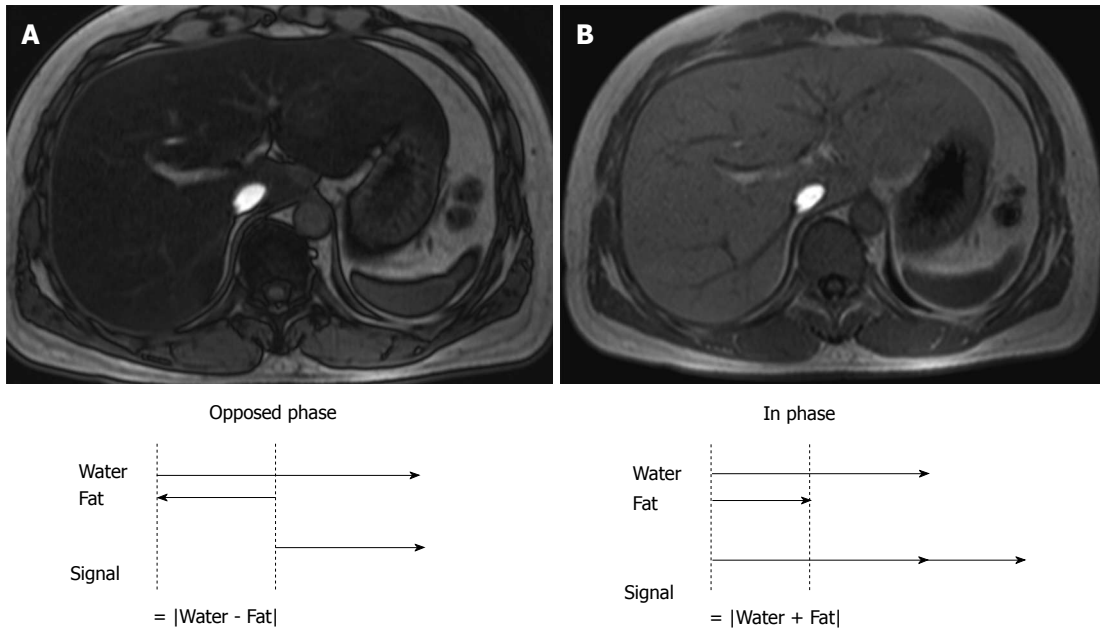 A
B
Opposed phase
Water
Fat
Signal
= |Water - Fat|
In phase
Water
Fat
Signal
= |Water + Fat|